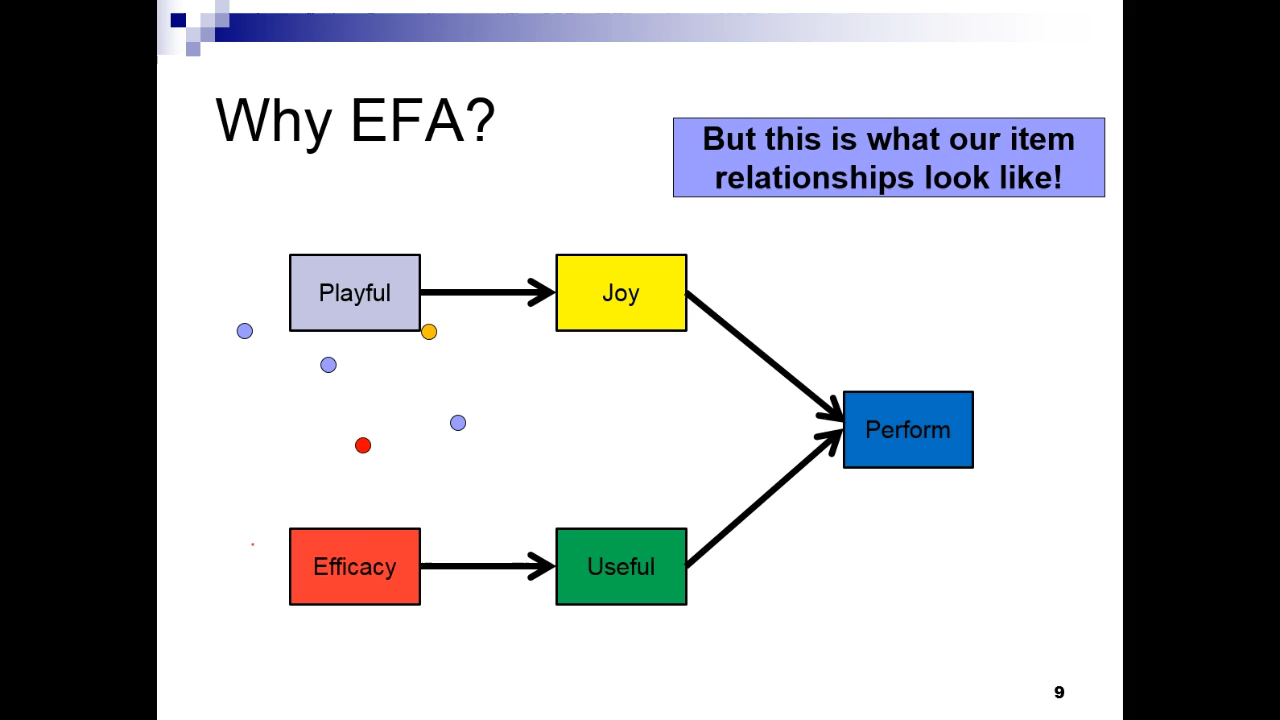 Why EFA?
But this is what our item
relationships look like!
Playful
Joy
Perform
Efficacy
Useful
9